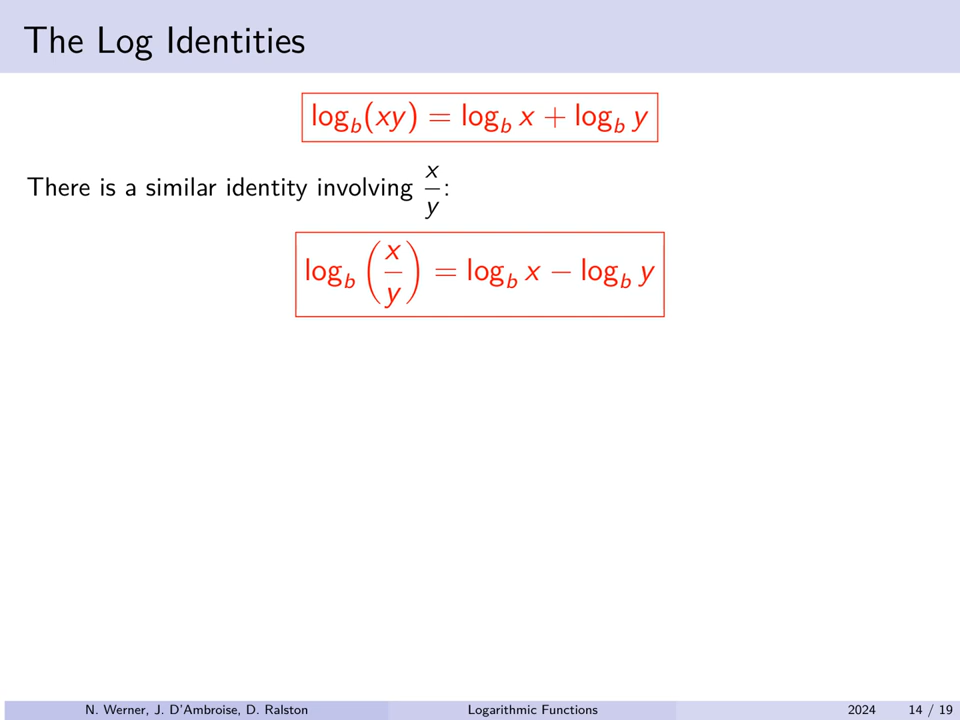 The Log Identities
log_b(xy) = log_b x + log_b y
There is a similar identity involving x/y:
log_b (x/y) = log_b x − log_b y
N. Werner, J. D'Ambroise, D. Ralston Logarithmic Functions 2024 14 / 19